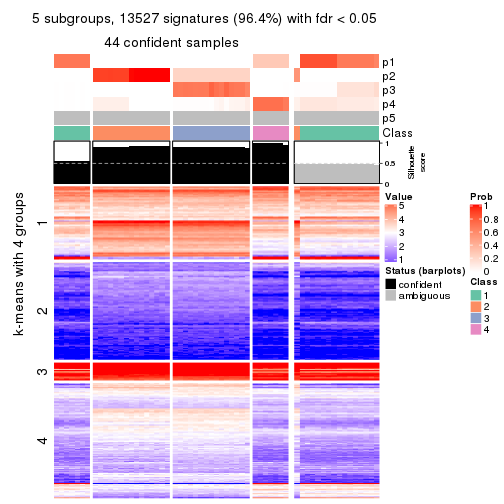 5 subgroups, 13527 signatures (96.4%) with fdr < 0.05
44 confident samples
p1
p2
p3
p4
p5
Class
1
0.5
0
Silhouette
score
k-means with 4 groups
1
2
3
4
Value
5
4
3
2
1
Status (barplots)
confident
ambiguous
Prob
1
0.8
0.6
0.4
0.2
0
Class
1
2
3
4